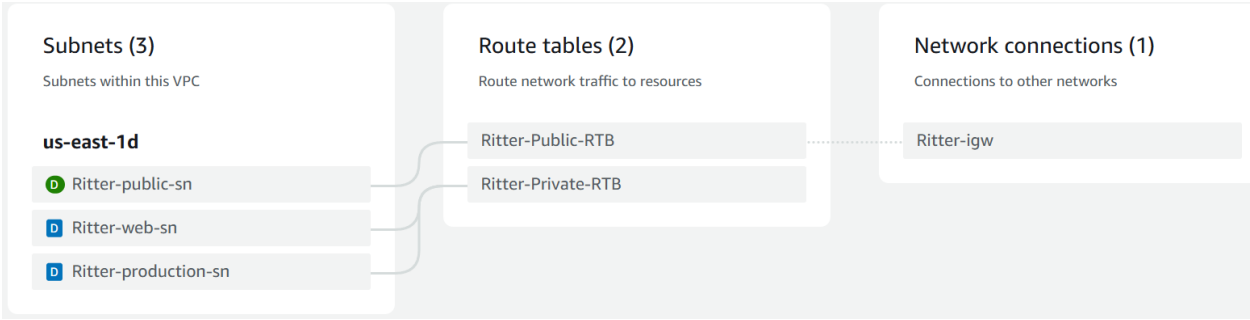 Subnets (3)
Subnets within this VPC
us-east-1d
D Ritter-public-sn
D Ritter-web-sn
D Ritter-production-sn
Route tables (2)
Route network traffic to resources
Ritter-Public-RTB
Ritter-Private-RTB
Network connections (1)
Connections to other networks
Ritter-igw